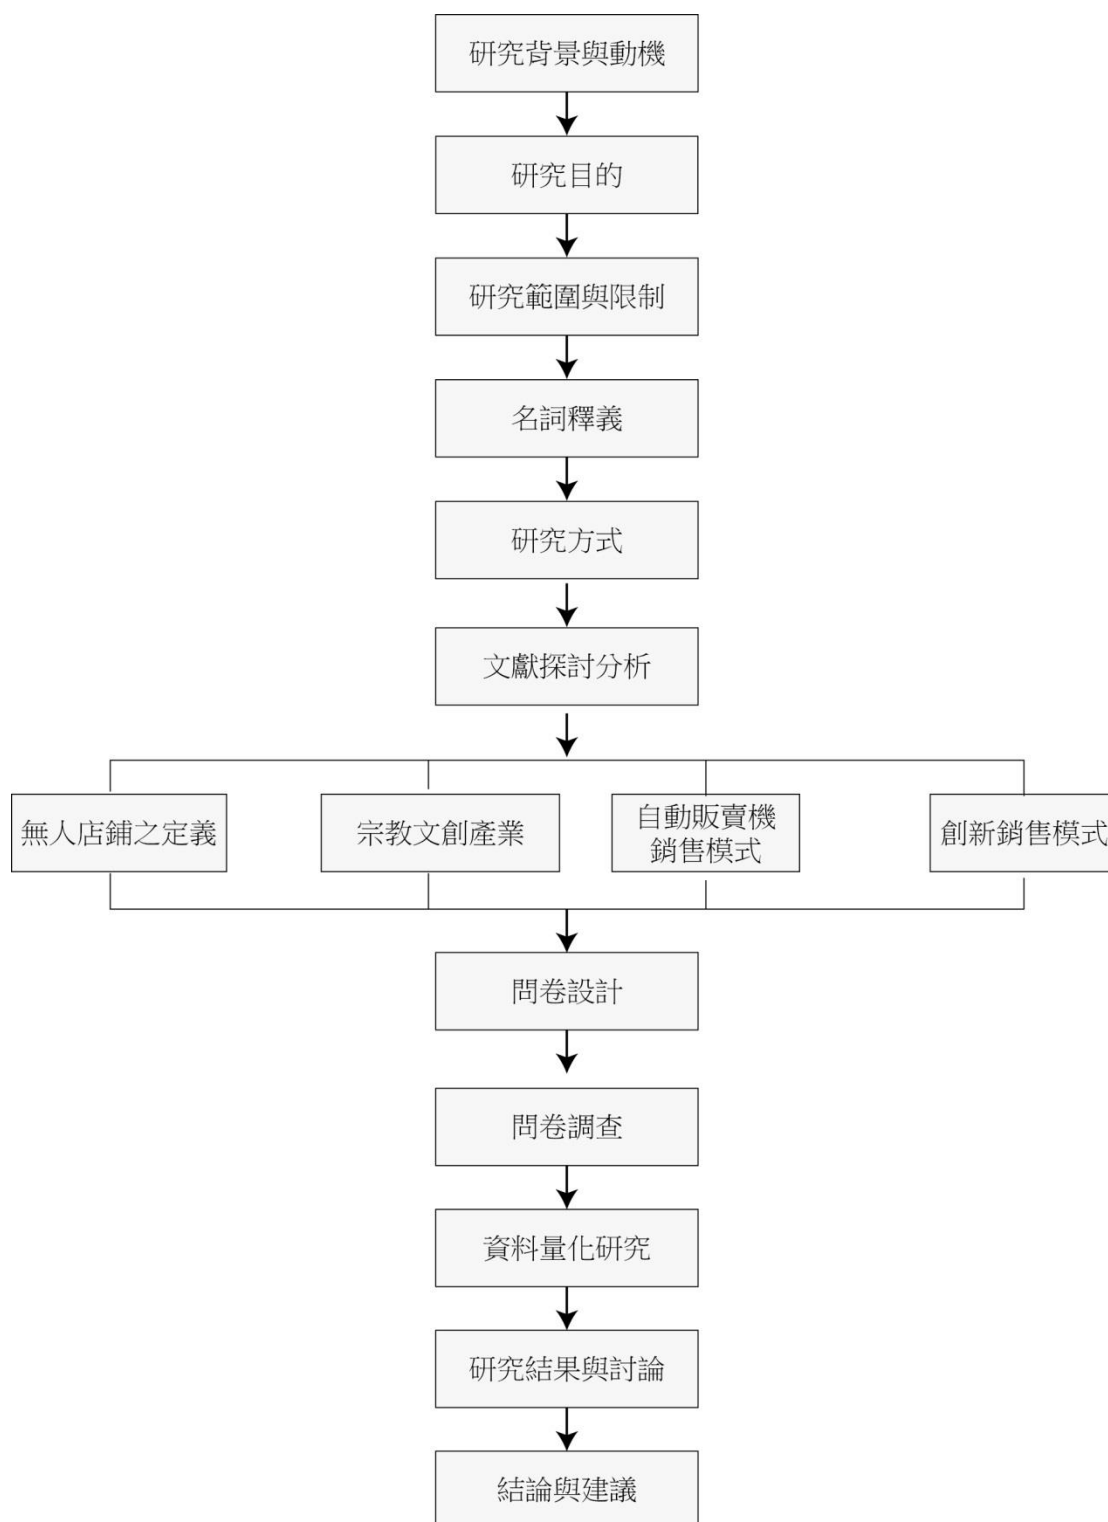 研究背景與動機
研究目的
研究範圍與限制
名詞釋義
研究方式
文獻探討分析
無人店鋪之定義
宗教文創產業
自動販賣機
銷售模式
創新銷售模式
問卷設計
問卷調查
資料量化研究
研究結果與討論
結論與建議